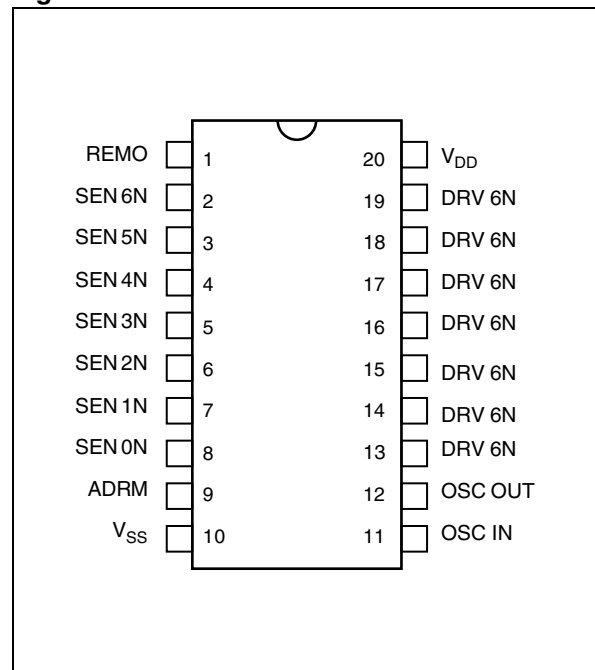 REMO 1 20 VDD
SEN 6N 2 19 DRV 6N
SEN 5N 3 18 DRV 6N
SEN 4N 4 17 DRV 6N
SEN 3N 5 16 DRV 6N
SEN 2N 6 15 DRV 6N
SEN 1N 7 14 DRV 6N
SEN 0N 8 13 DRV 6N
ADRM 9 12 OSC OUT
VSS 10 11 OSC IN